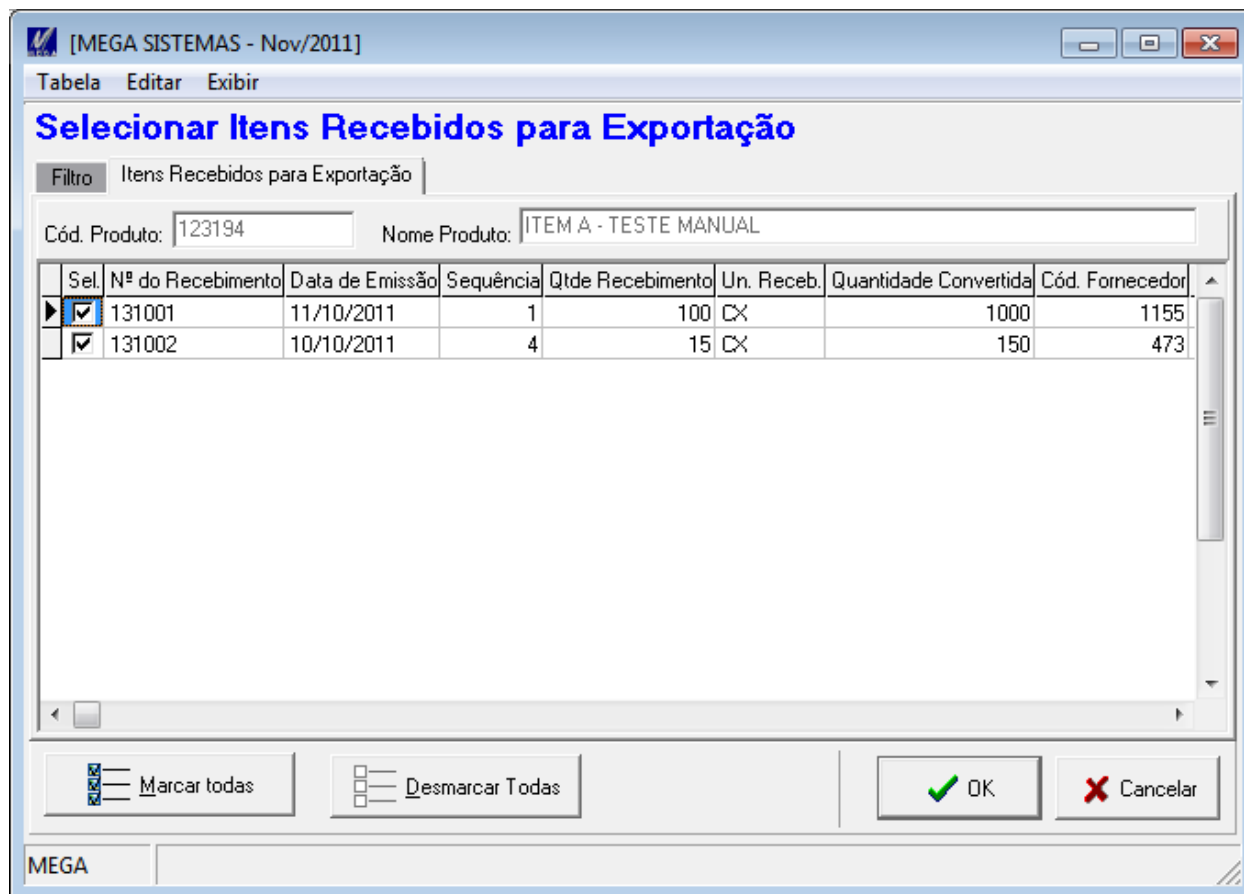 [MEGA SISTEMAS - Nov/2011]
Tabela Editar Exibir
Selecionar Itens Recebidos para Exportação
Filtro Itens Recebidos para Exportação
Cód. Produto: 123194 Nome Produto: ITEM A - TESTE MANUAL
Sel. Nº do Recebimento Data de Emissão Sequência Qtde Recebimento Un. Receb. Quantidade Convertida Cód. Fornecedor
131001 11/10/2011 1 100 CX 1000 1155
131002 10/10/2011 4 15 CX 150 473
Marcar todas Desmarcar Todas OK Cancelar
MEGA